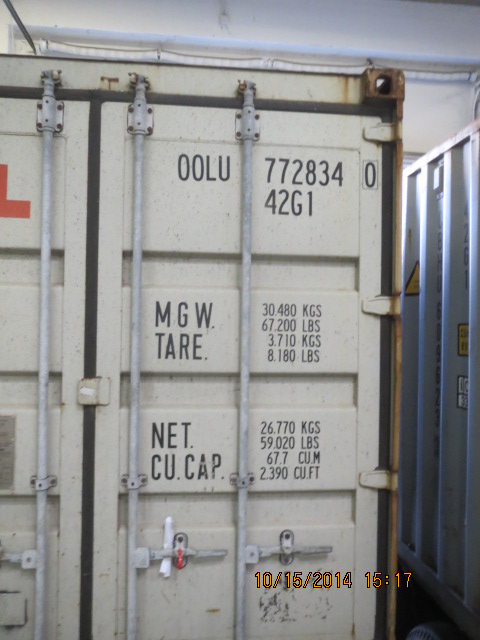 OOLU 772834 0
42G1
M G W. 30.480 KGS
67.200 LBS
TARE. 3.710 KGS
8.180 LBS
NET. 26.770 KGS
59.020 LBS
CU.CAP. 67.7 CU.M
2.390 CU.FT
10/15/2014 15:17